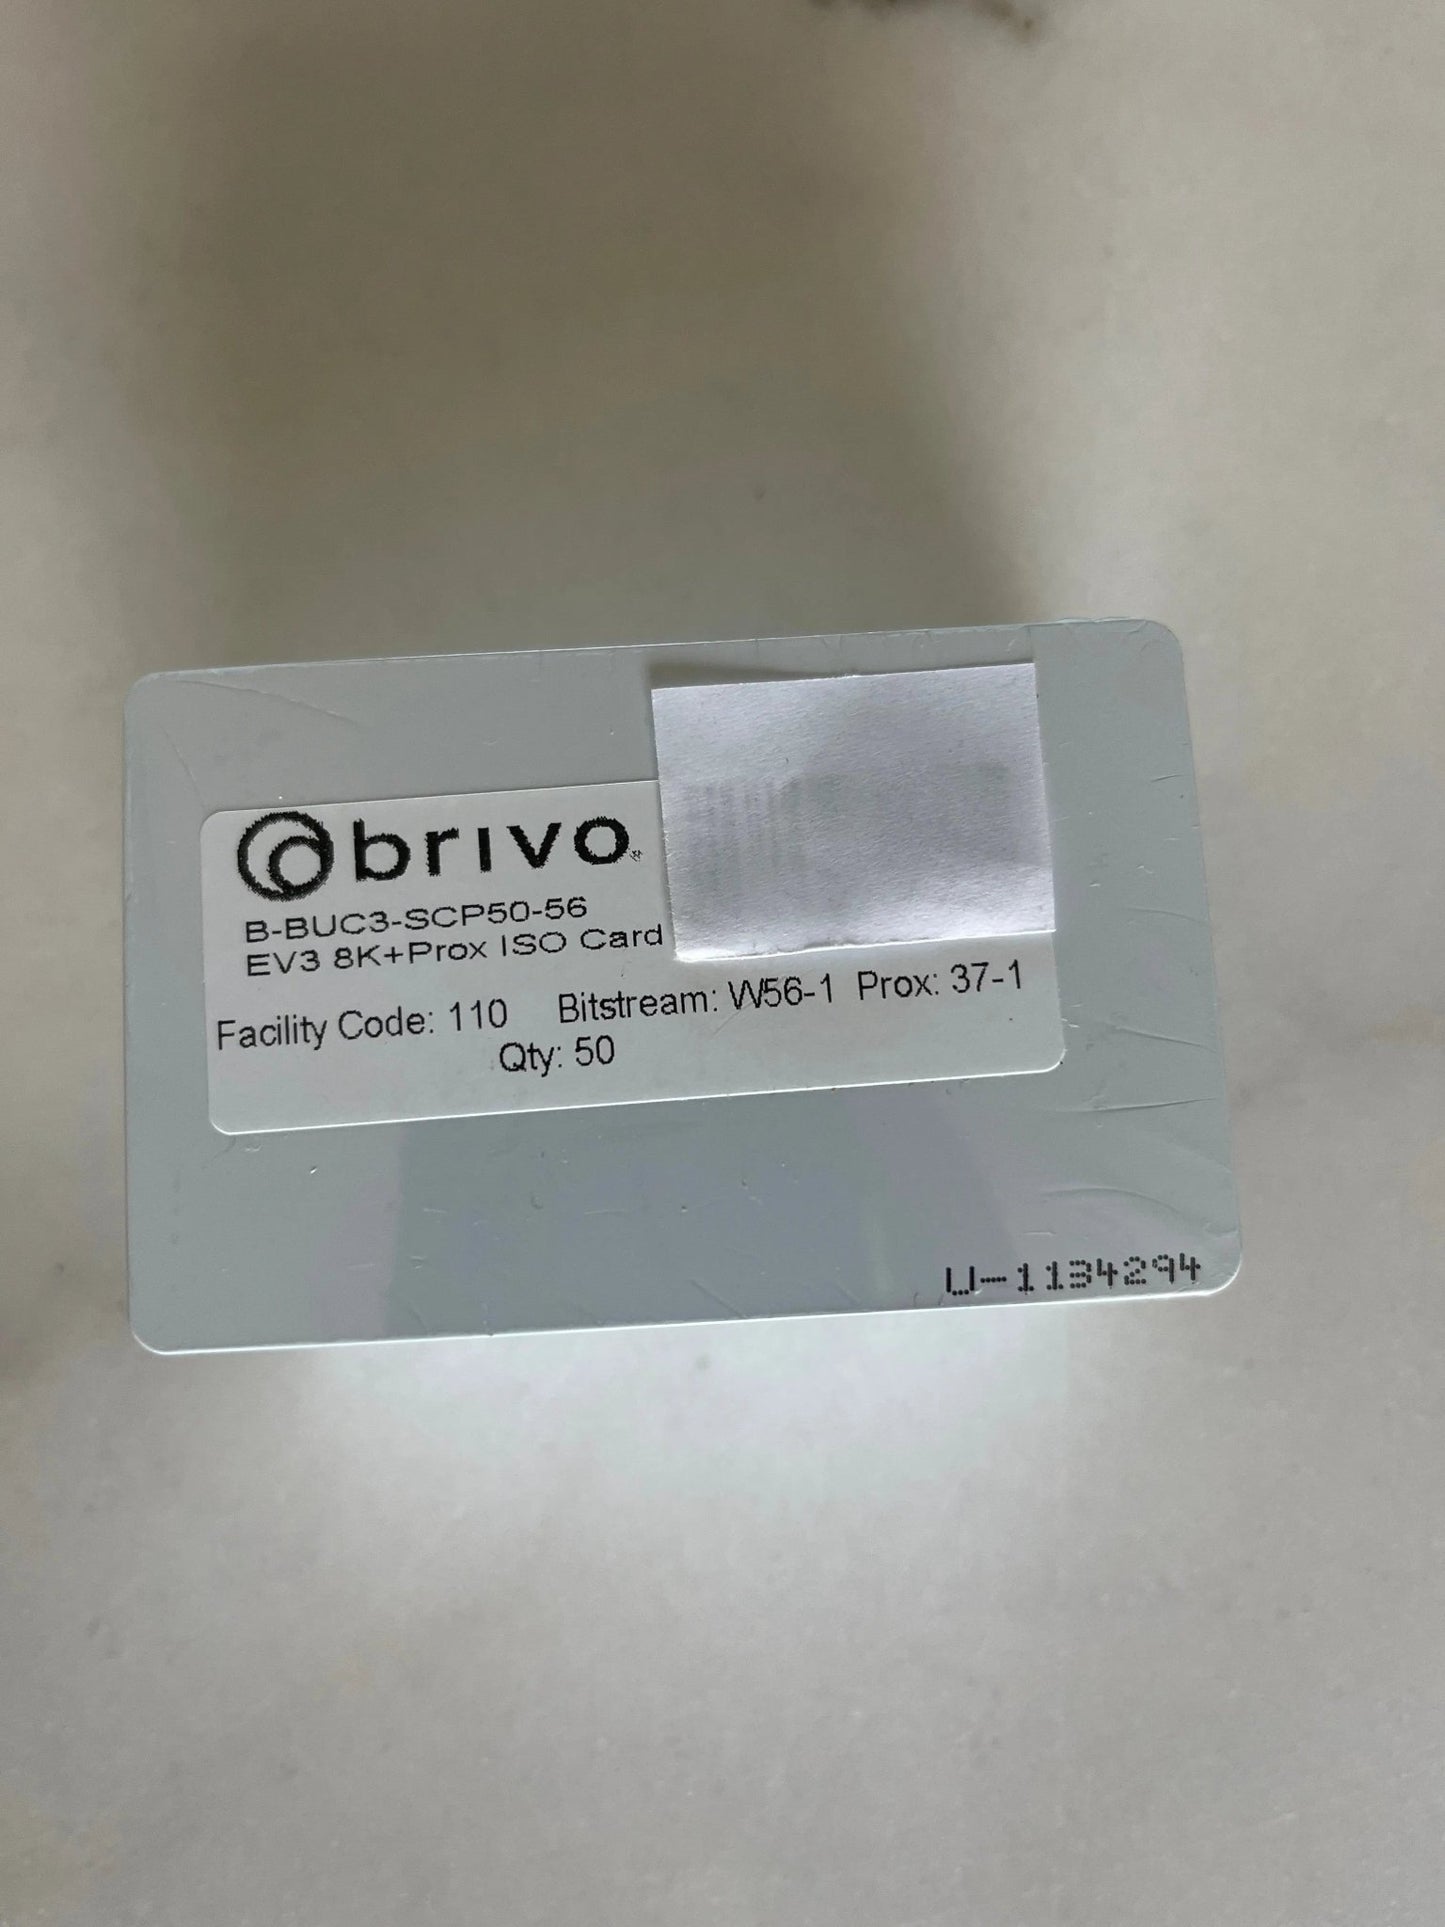 brivo
B-BUC3-SCP50-56
EV3 8K+Prox ISO Card
Facility Code: 110 Bitstream: W56-1 Prox: 37-1
Qty: 50
U-1134294